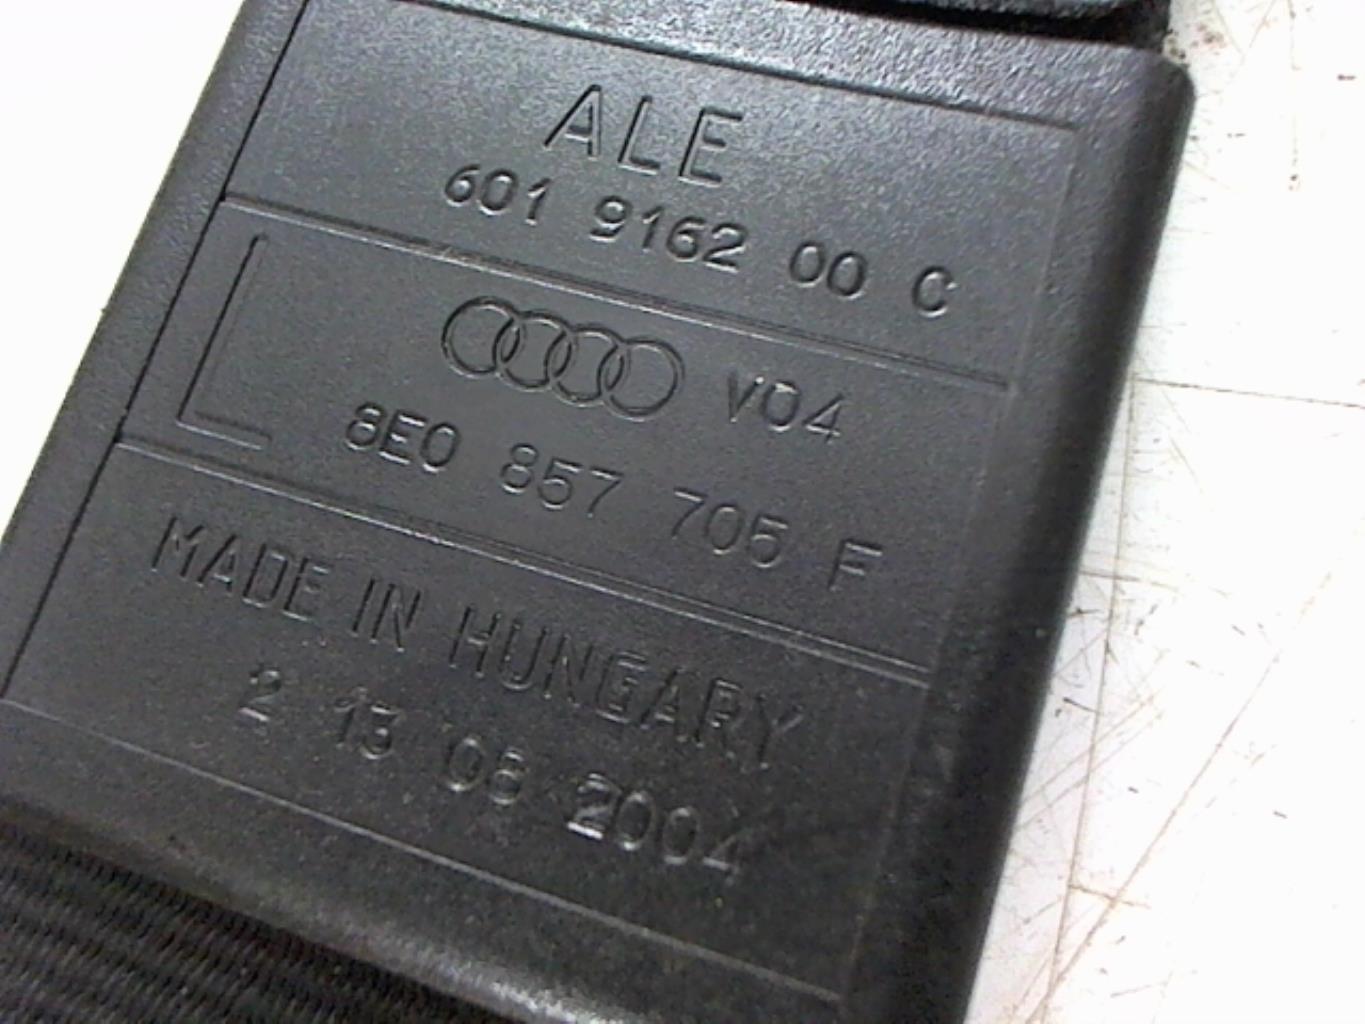 ALE
601 9162 00 C
V04
L 8E0 857 705 F
MADE IN HUNGARY
2 13 08 2004